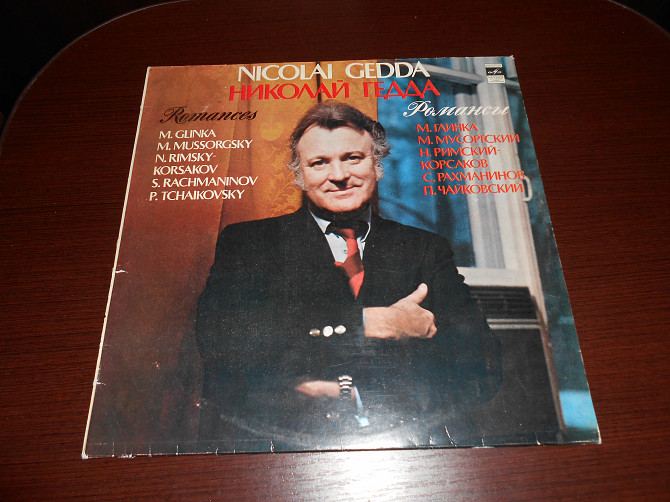 NICOLAI GEDDA
НИКОЛАЙ ГЕДДА
Romances
M. GLINKA
M. MUSSORGSKY
N. RIMSKY-
KORSAKOV
S. RACHMANINOV
P. TCHAIKOVSKY
Романсы
М. ГЛИНКА
М. МУСОРГСКИЙ
Н. РИМСКИЙ-
КОРСАКОВ
С. РАХМАНИНОВ
П. ЧАЙКОВСКИЙ